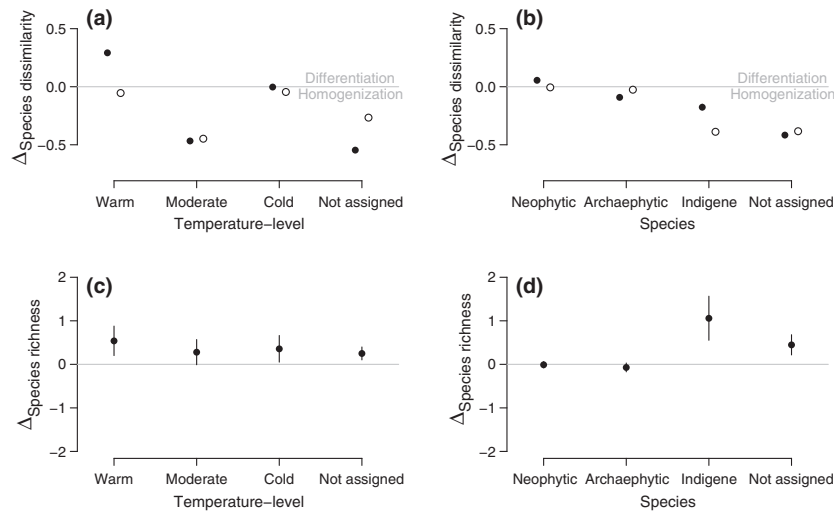 (a)
0.5
0.0
−0.5
Δ Species dissimilarity
Differentiation
Homogenization
Warm Moderate Cold Not assigned
Temperature−level
(b)
0.5
0.0
−0.5
Δ Species dissimilarity
Differentiation
Homogenization
Neophytic Archaephytic Indigene Not assigned
Species
(c)
2
1
0
−1
−2
Δ Species richness
Warm Moderate Cold Not assigned
Temperature−level
(d)
2
1
0
−1
−2
Δ Species richness
Neophytic Archaephytic Indigene Not assigned
Species